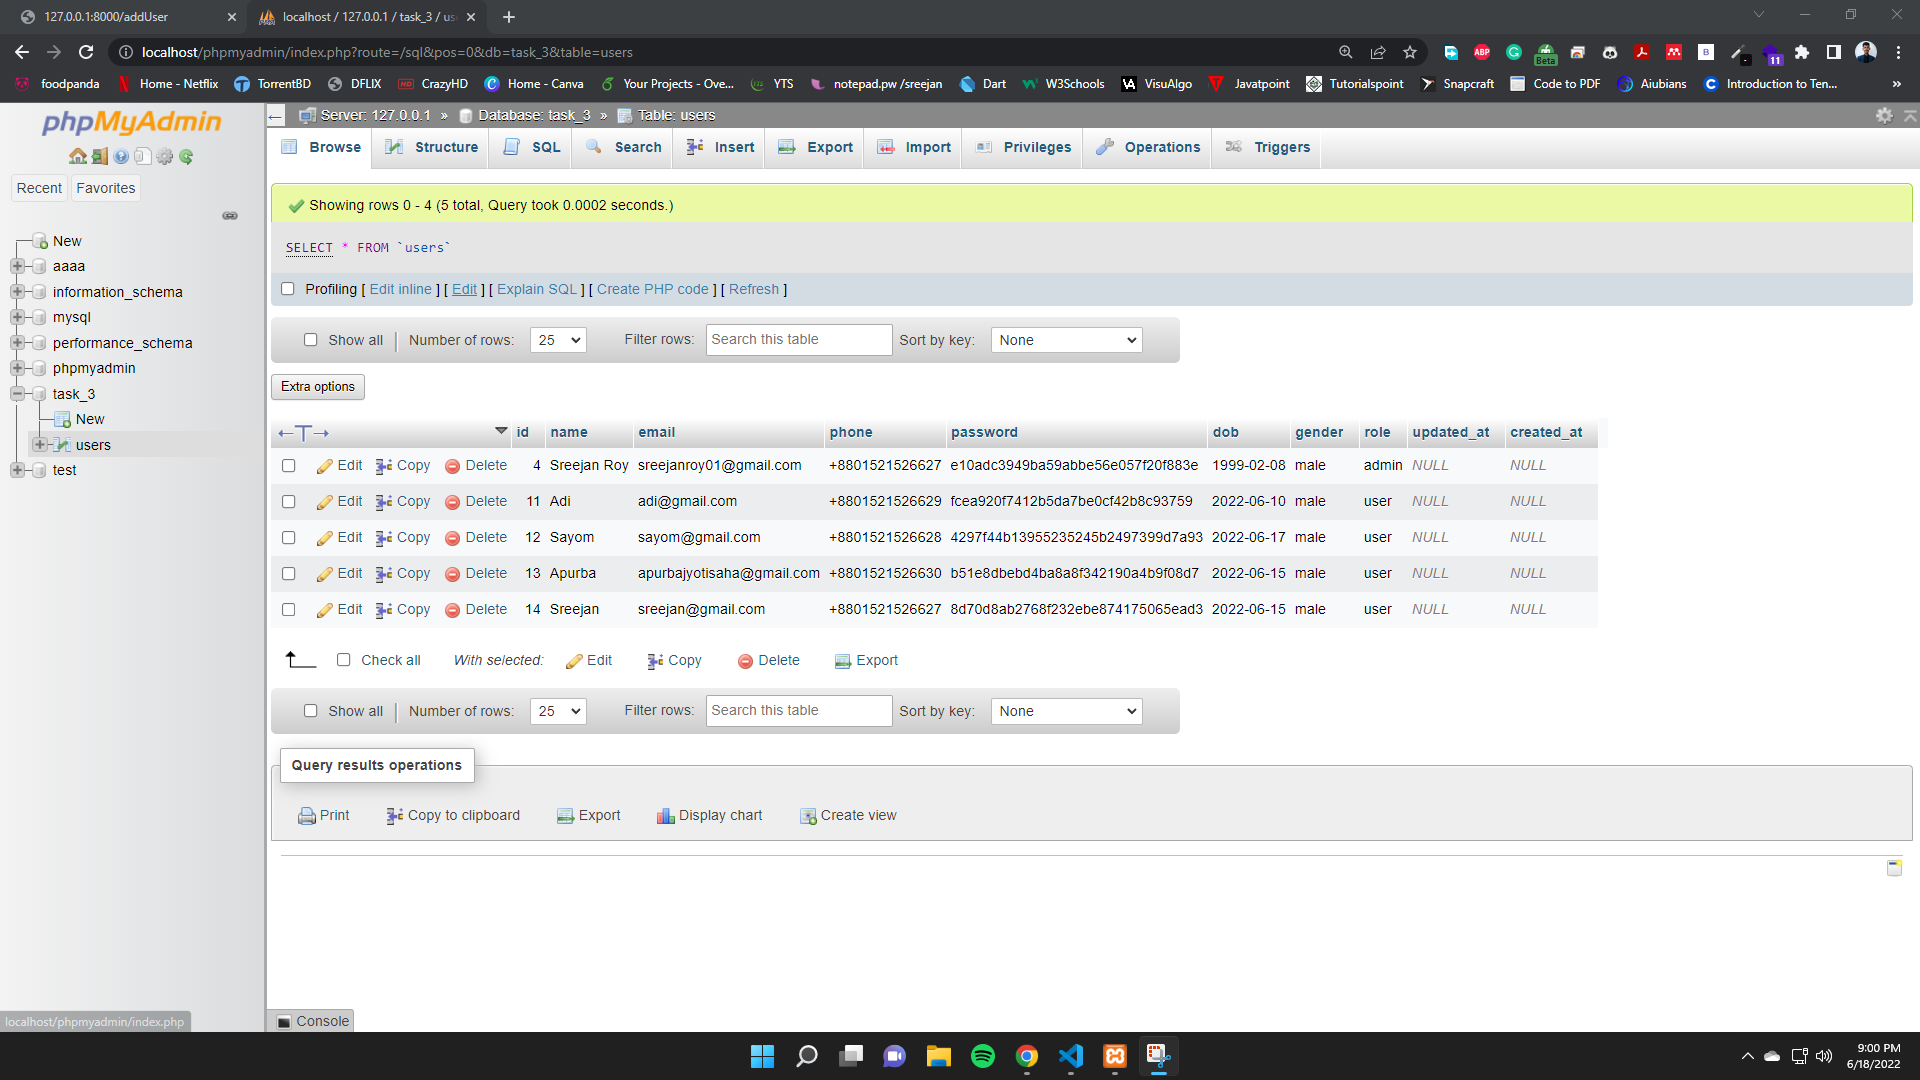 127.0.0.1:8000/addUser
localhost / 127.0.0.1 / task_3 / us
localhost/phpmyadmin/index.php?route=/sql&pos=0&db=task_3&table=users
ABP
Beta
11
foodpanda Home - Netflix TorrentBD DFLIX CrazyHD Home - Canva Your Projects - Ove... YTS notepad.pw /sreejan Dart W3Schools VisuAlgo Javatpoint Tutorialspoint Snapcraft Code to PDF Aiubians Introduction to Ten... »
phpMyAdmin
Recent Favorites
New
aaaa
information_schema
mysql
performance_schema
phpmyadmin
task_3
New
users
test
Server: 127.0.0.1 » Database: task_3 » Table: users
Browse Structure SQL Search Insert Export Import Privileges Operations Triggers
Showing rows 0 - 4 (5 total, Query took 0.0002 seconds.)
SELECT * FROM `users`
Profiling [ Edit inline ] [ Edit ] [ Explain SQL ] [ Create PHP code ] [ Refresh ]
Show all Number of rows: 25 Filter rows: Search this table Sort by key: None
Extra options
id name email phone password dob gender role updated_at created_at
Edit Copy Delete 4 Sreejan Roy sreejanroy01@gmail.com +8801521526627 e10adc3949ba59abbe56e057f20f883e 1999-02-08 male admin NULL NULL
Edit Copy Delete 11 Adi adi@gmail.com +8801521526629 fcea920f7412b5da7be0cf42b8c93759 2022-06-10 male user NULL NULL
Edit Copy Delete 12 Sayom sayom@gmail.com +8801521526628 4297f44b13955235245b2497399d7a93 2022-06-17 male user NULL NULL
Edit Copy Delete 13 Apurba apurbajyotisaha@gmail.com +8801521526630 b51e8dbebd4ba8a8f342190a4b9f08d7 2022-06-15 male user NULL NULL
Edit Copy Delete 14 Sreejan sreejan@gmail.com +8801521526627 8d70d8ab2768f232ebe874175065ead3 2022-06-15 male user NULL NULL
Check all With selected: Edit Copy Delete Export
Show all Number of rows: 25 Filter rows: Search this table Sort by key: None
Query results operations
Print Copy to clipboard Export Display chart Create view
localhost/phpmyadmin/index.php
Console
9:00 PM
6/18/2022